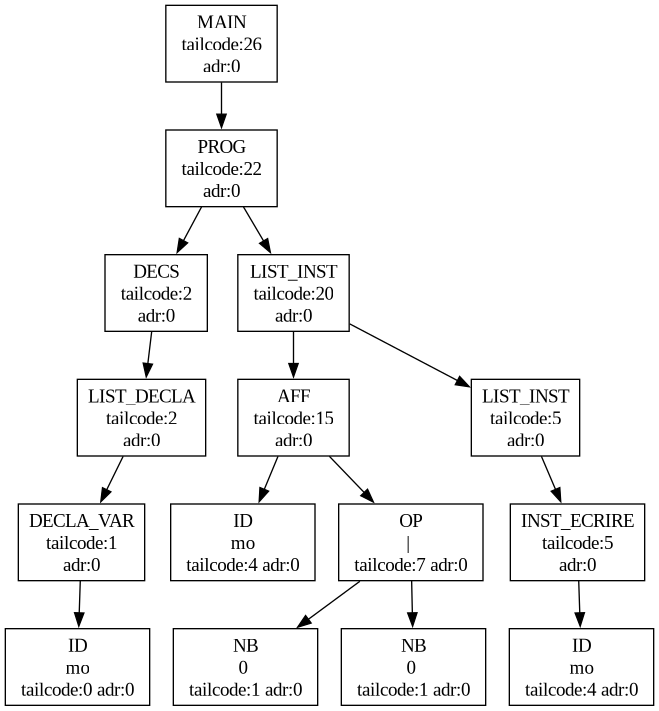 MAIN
tailcode:26
adr:0
PROG
tailcode:22
adr:0
DECS
tailcode:2
adr:0
LIST_INST
tailcode:20
adr:0
LIST_DECLA
tailcode:2
adr:0
AFF
tailcode:15
adr:0
LIST_INST
tailcode:5
adr:0
DECLA_VAR
tailcode:1
adr:0
ID
mo
tailcode:4 adr:0
OP
|
tailcode:7 adr:0
INST_ECRIRE
tailcode:5
adr:0
ID
mo
tailcode:0 adr:0
NB
0
tailcode:1 adr:0
NB
0
tailcode:1 adr:0
ID
mo
tailcode:4 adr:0